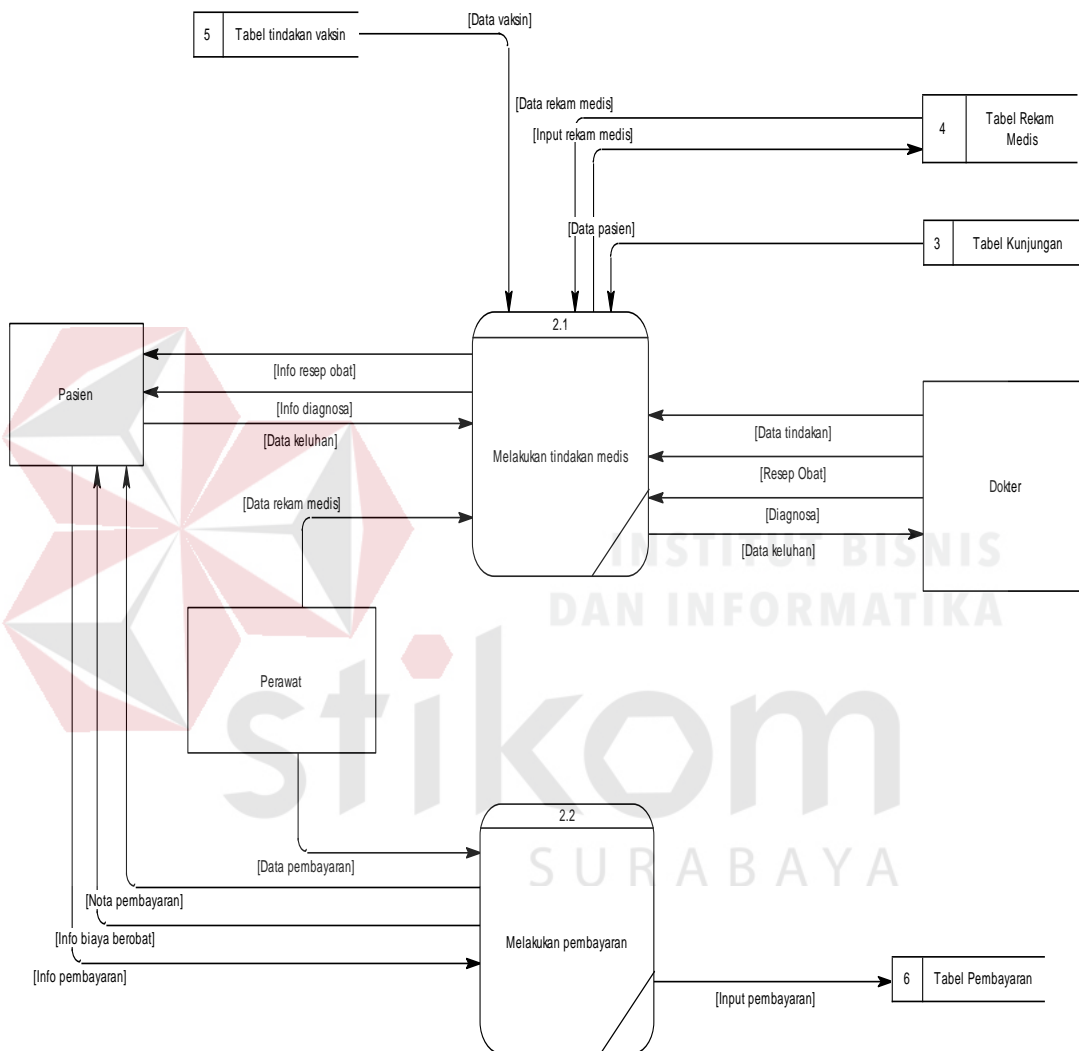 [Data vaksin]
5 Tabel tindakan vaksin
[Data rekam medis]
[Input rekam medis]
4 Tabel Rekam
Medis
[Data pasien]
3 Tabel Kunjungan
2.1
Melakukan tindakan medis
Pasien
[Info resep obat]
[Info diagnosa]
[Data keluhan]
[Data rekam medis]
[Data tindakan]
[Resep Obat]
[Diagnosa]
[Data keluhan]
Dokter
INSTITUT BISNIS
DAN INFORMATIKA
Perawat
stikom
SURABAYA
2.2
Melakukan pembayaran
[Data pembayaran]
[Nota pembayaran]
[Info biaya berobat]
[Info pembayaran]
[Input pembayaran]
6 Tabel Pembayaran